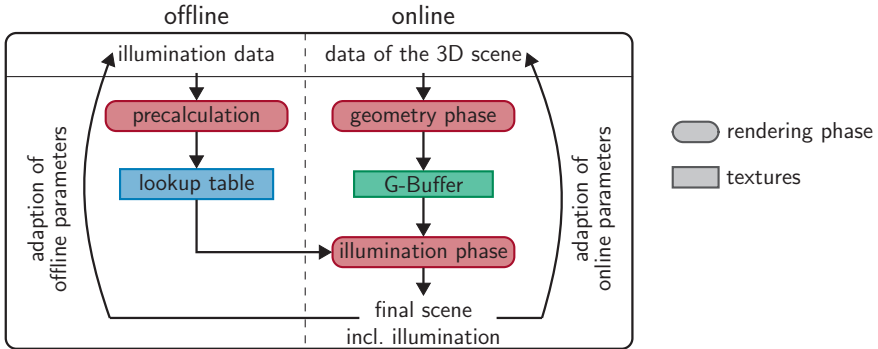 offline
online
illumination data
data of the 3D scene
precalculation
geometry phase
lookup table
G-Buffer
illumination phase
final scene
incl. illumination
adaption of
offline parameters
adaption of
online parameters
rendering phase
textures